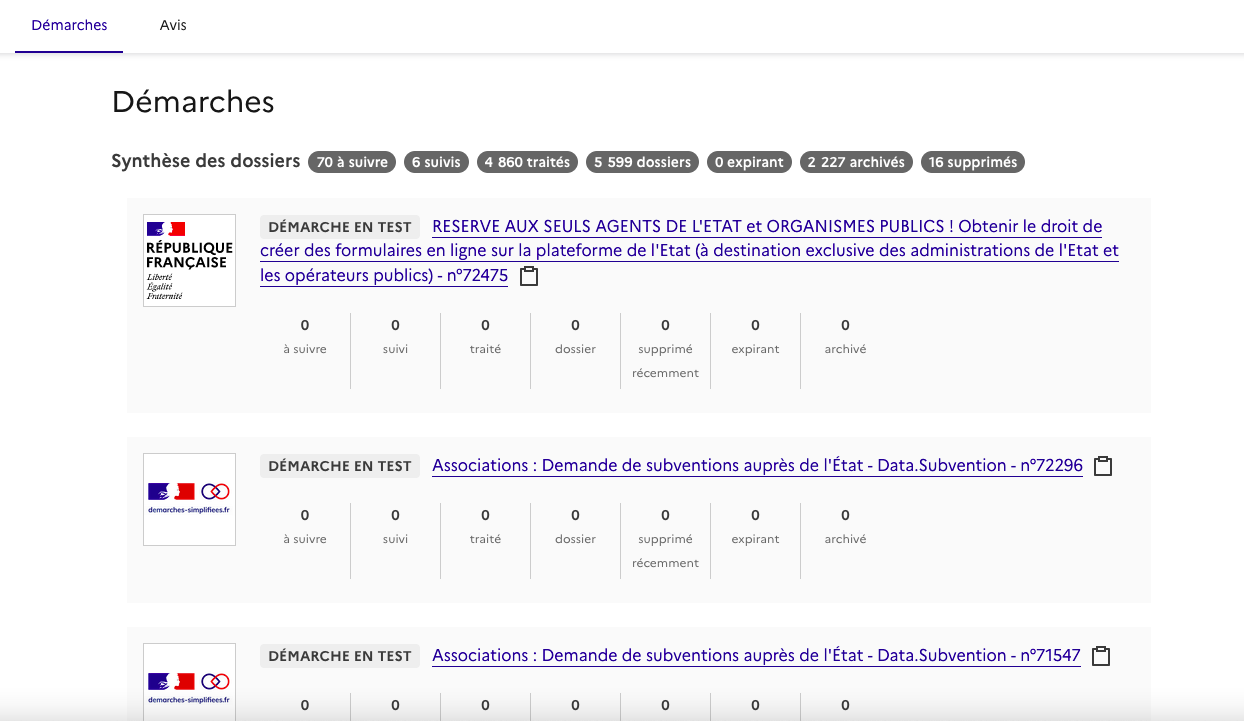 Démarches Avis
Démarches
Synthèse des dossiers 70 à suivre 6 suivis 4 860 traités 5 599 dossiers 0 expirant 2 227 archivés 16 supprimés
RÉPUBLIQUE
FRANÇAISE
Liberté
Égalité
Fraternité
DÉMARCHE EN TEST RESERVE AUX SEULS AGENTS DE L'ETAT et ORGANISMES PUBLICS ! Obtenir le droit de
créer des formulaires en ligne sur la plateforme de l'Etat (à destination exclusive des administrations de l'Etat et
les opérateurs publics) - n°72475
0 0 0 0 0 0 0
à suivre suivi traité dossier supprimé expirant archivé
récemment
demarches-simplifiees.fr
DÉMARCHE EN TEST Associations : Demande de subventions auprès de l'État - Data.Subvention - n°72296
0 0 0 0 0 0 0
à suivre suivi traité dossier supprimé expirant archivé
récemment
demarches-simplifiees.fr
DÉMARCHE EN TEST Associations : Demande de subventions auprès de l'État - Data.Subvention - n°71547
0 0 0 0 0 0 0